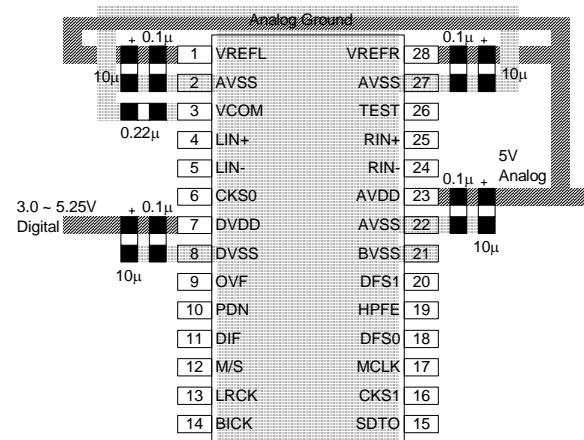 Analog Ground
+ 0.1µ
0.1µ +
10µ
10µ
1 VREFL VREFR 28
2 AVSS AVSS 27
3 VCOM TEST 26
0.22µ
4 LIN+ RIN+ 25
5 LIN- RIN- 24
5V
Analog
0.1µ +
6 CKS0 AVDD 23
3.0 ~ 5.25V
Digital
+ 0.1µ
7 DVDD AVSS 22
10µ
8 DVSS BVSS 21
10µ
9 OVF DFS1 20
10 PDN HPFE 19
11 DIF DFS0 18
12 M/S MCLK 17
13 LRCK CKS1 16
14 BICK SDTO 15